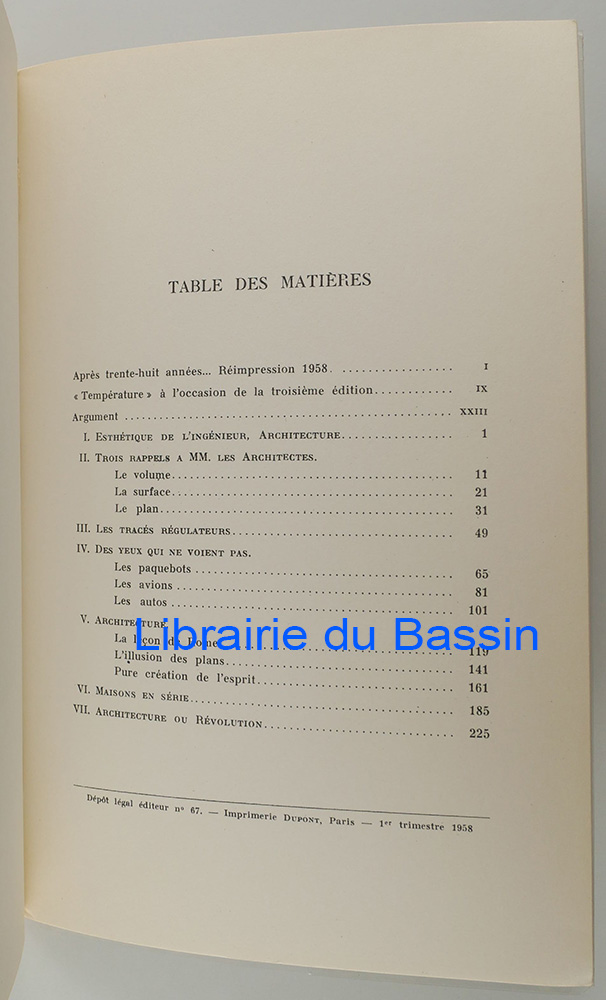 TABLE DES MATIÈRES
Après trente-huit années... Réimpression 1958 I
« Température » à l'occasion de la troisième édition IX
Argument XXIII
I. Esthétique de l'ingénieur, Architecture 1
II. Trois rappels a MM. les Architectes.
Le volume 11
La surface 21
Le plan 31
III. Les tracés régulateurs 49
IV. Des yeux qui ne voient pas.
Les paquebots 65
Les avions 81
Les autos 101
V. Architecture
La leçon de Rome 119
Librairie du Bassin
L'illusion des plans 141
Pure création de l'esprit 161
VI. Maisons en série 185
VII. Architecture ou Révolution 225
Dépôt légal éditeur n° 67. — Imprimerie Dupont, Paris — 1er trimestre 1958